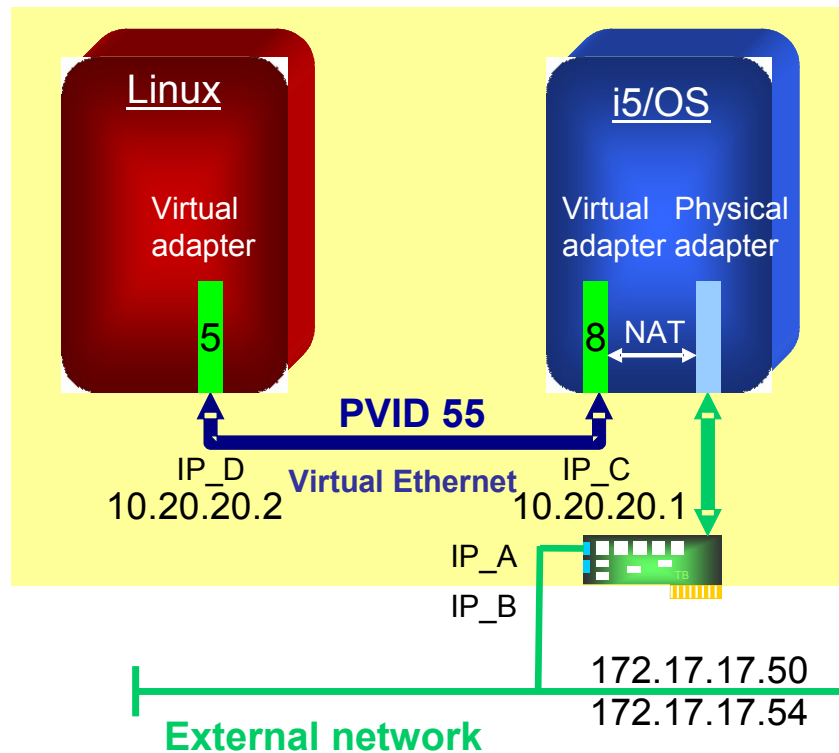 Linux
i5/OS
Virtual
adapter
Virtual
adapter
Physical
adapter
5
8
NAT
PVID 55
Virtual Ethernet
IP_D
10.20.20.2
IP_C
10.20.20.1
IP_A
IP_B
TB
172.17.17.50
172.17.17.54
External network